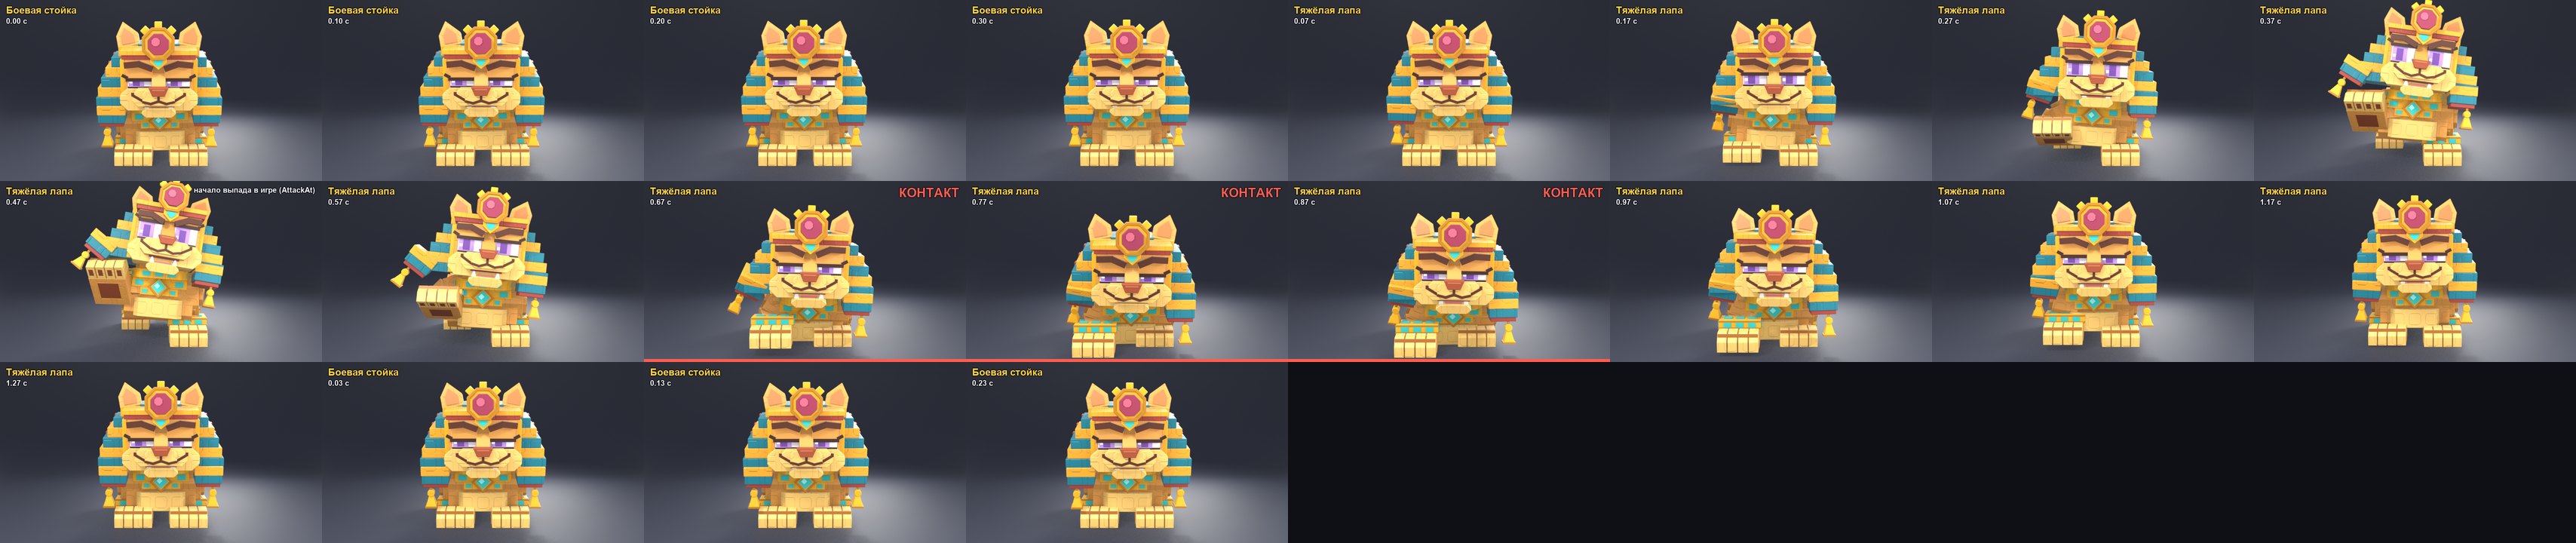 Боевая стойка
0.00 с
Боевая стойка
0.10 с
Боевая стойка
0.20 с
Боевая стойка
0.30 с
Тяжёлая лапа
0.07 с
Тяжёлая лапа
0.17 с
Тяжёлая лапа
0.27 с
Тяжёлая лапа
0.37 с
Тяжёлая лапа
0.47 с
начало выпада в игре (AttackAt)
Тяжёлая лапа
0.57 с
Тяжёлая лапа
0.67 с
КОНТАКТ
Тяжёлая лапа
0.77 с
КОНТАКТ
Тяжёлая лапа
0.87 с
КОНТАКТ
Тяжёлая лапа
0.97 с
Тяжёлая лапа
1.07 с
Тяжёлая лапа
1.17 с
Тяжёлая лапа
1.27 с
Боевая стойка
0.03 с
Боевая стойка
0.13 с
Боевая стойка
0.23 с